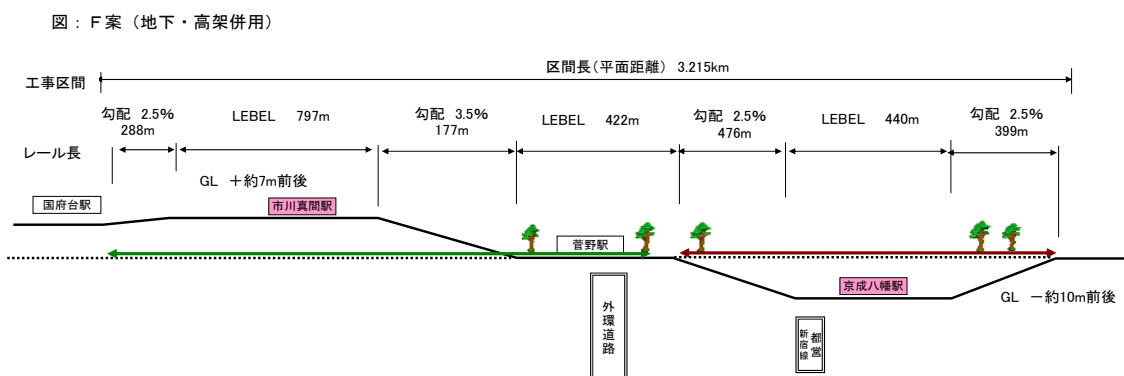 図：Ｆ案（地下・高架併用）
区間長（平面距離） 3.215km
工事区間
勾配 2.5%
288m
LEBEL 797m
勾配 3.5%
177m
LEBEL 422m
勾配 2.5%
476m
LEBEL 440m
勾配 2.5%
399m
レール長
GL ＋約7m前後
国府台駅
市川真間駅
菅野駅
京成八幡駅
GL －約10m前後
外環道路
都営
新宿線